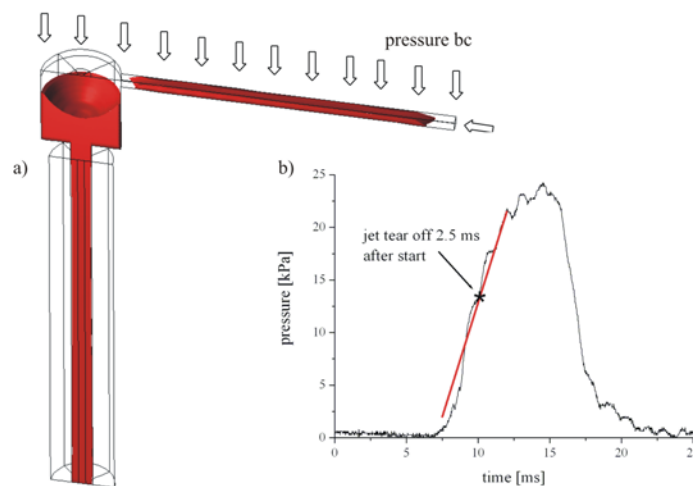 pressure bc
a)
b)
25
20
15
10
5
0
pressure [kPa]
jet tear off 2.5 ms
after start
0 5 10 15 20 25
time [ms]